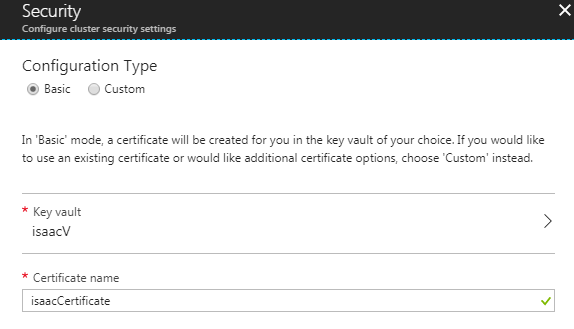 Security
Configure cluster security settings
Configuration Type
Basic Custom
In 'Basic' mode, a certificate will be created for you in the key vault of your choice. If you would like
to use an existing certificate or would like additional certificate options, choose 'Custom' instead.
* Key vault
isaacV
* Certificate name
isaacCertificate